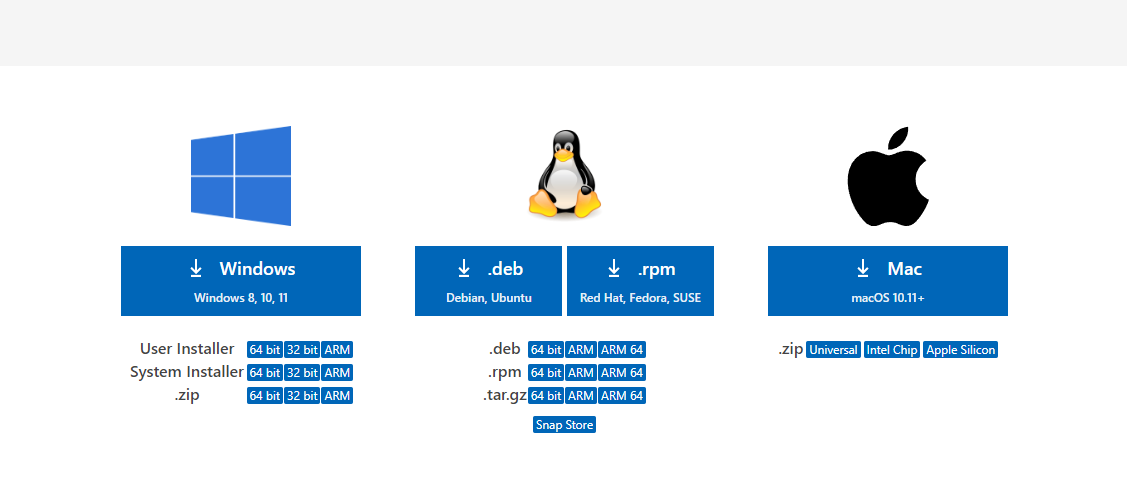 Windows
Windows 8, 10, 11
User Installer 64 bit 32 bit ARM
System Installer 64 bit 32 bit ARM
.zip 64 bit 32 bit ARM
.deb
Debian, Ubuntu
.rpm
Red Hat, Fedora, SUSE
.deb 64 bit ARM ARM 64
.rpm 64 bit ARM ARM 64
.tar.gz 64 bit ARM ARM 64
Snap Store
Mac
macOS 10.11+
.zip Universal Intel Chip Apple Silicon